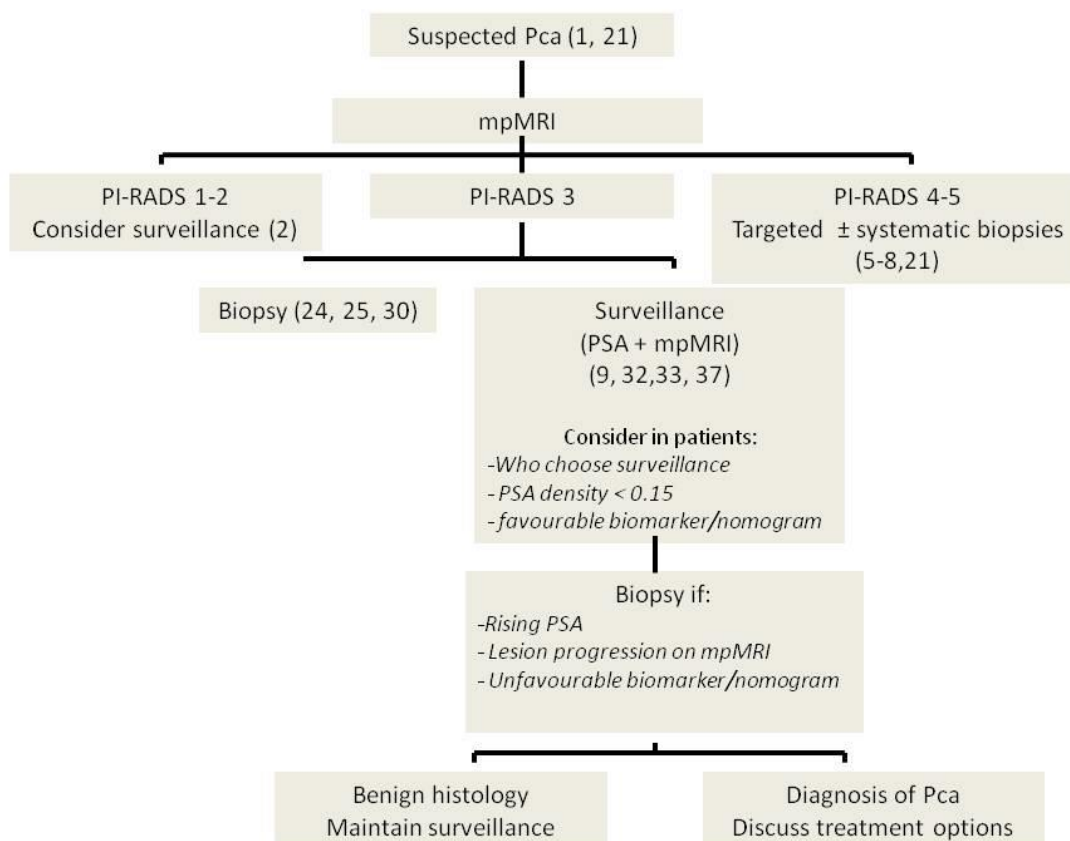 Suspected Pca (1, 21)
mpMRI
PI-RADS 1-2
Consider surveillance (2)
PI-RADS 3
PI-RADS 4-5
Targeted ± systematic biopsies
(5-8,21)
Biopsy (24, 25, 30)
Surveillance
(PSA + mpMRI)
(9, 32,33, 37)
Consider in patients:
-Who choose surveillance
-PSA density < 0.15
-favourable biomarker/nomogram
Biopsy if:
-Rising PSA
-Lesion progression on mpMRI
-Unfavourable biomarker/nomogram
Benign histology
Maintain surveillance
Diagnosis of Pca
Discuss treatment options